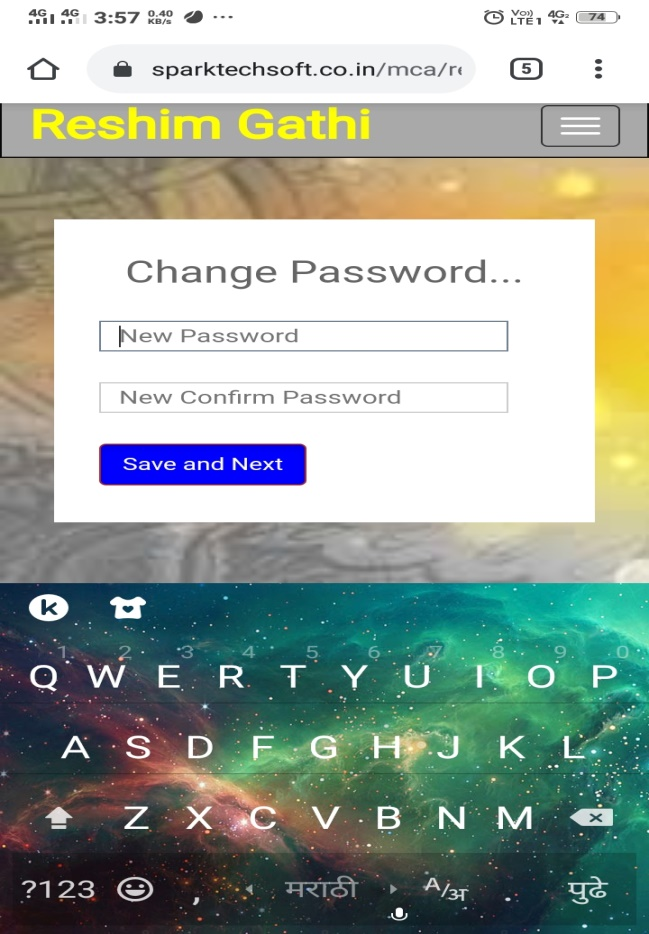 4G 4G 3:57 0.40 KB/s ... Vo)) LTE1 4G2 74
sparktechsoft.co.in/mca/re 5
Reshim Gathi
Change Password...
New Password
New Confirm Password
Save and Next
k
1 2 3 4 5 6 7 8 9 0
Q W E R T Y U I O P
A S D F G H J K L
Z X C V B N M
?123 , मराठी A/अ . पुढे